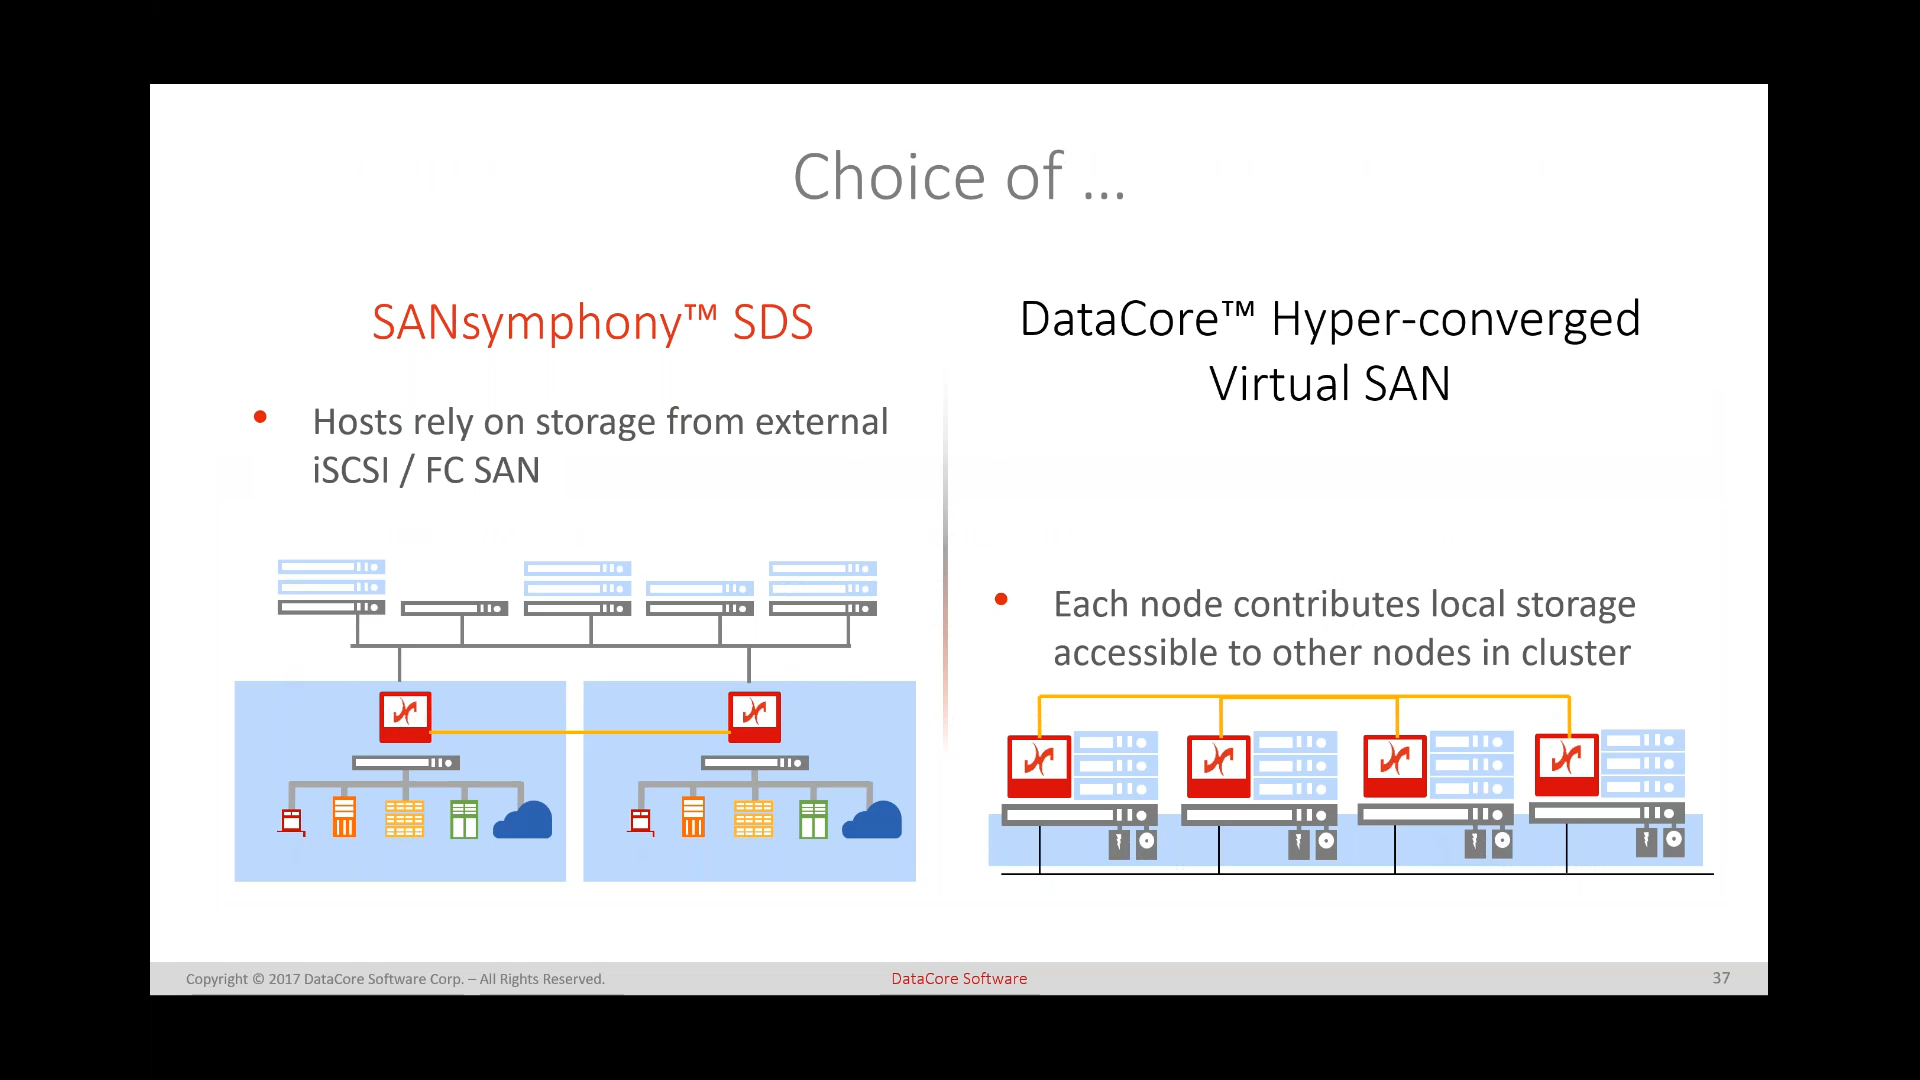 Choice of ...
SANsymphony™ SDS
• Hosts rely on storage from external
iSCSI / FC SAN
DataCore™ Hyper-converged
Virtual SAN
• Each node contributes local storage
accessible to other nodes in cluster
Copyright © 2017 DataCore Software Corp. – All Rights Reserved.
DataCore Software
37